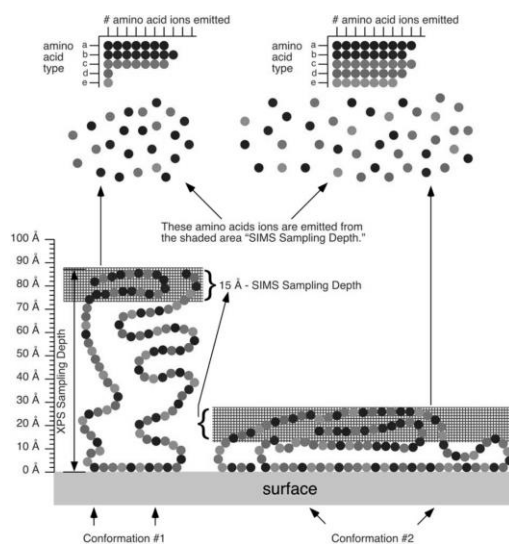 # amino acid ions emitted
# amino acid ions emitted
amino
acid
type
a
b
c
d
e
amino
acid
type
a
b
c
d
e
These amino acids ions are emitted from
the shaded area “SIMS Sampling Depth.”
100 Å
90 Å
80 Å
70 Å
60 Å
50 Å
40 Å
30 Å
20 Å
10 Å
0 Å
XPS Sampling Depth
15 Å - SIMS Sampling Depth
surface
Conformation #1
Conformation #2